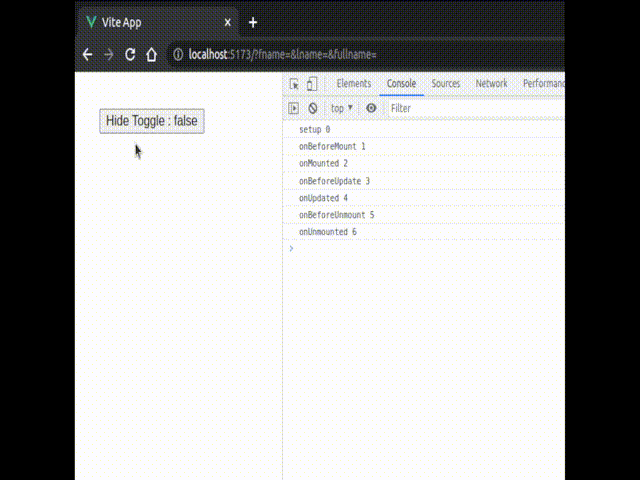 Vite App
localhost:5173/?fname=&lname=&fullname=
Elements Console Sources Network Performanc
top Filter
Hide Toggle : false
setup 0
onBeforeMount 1
onMounted 2
onBeforeUpdate 3
onUpdated 4
onBeforeUnmount 5
onUnmounted 6